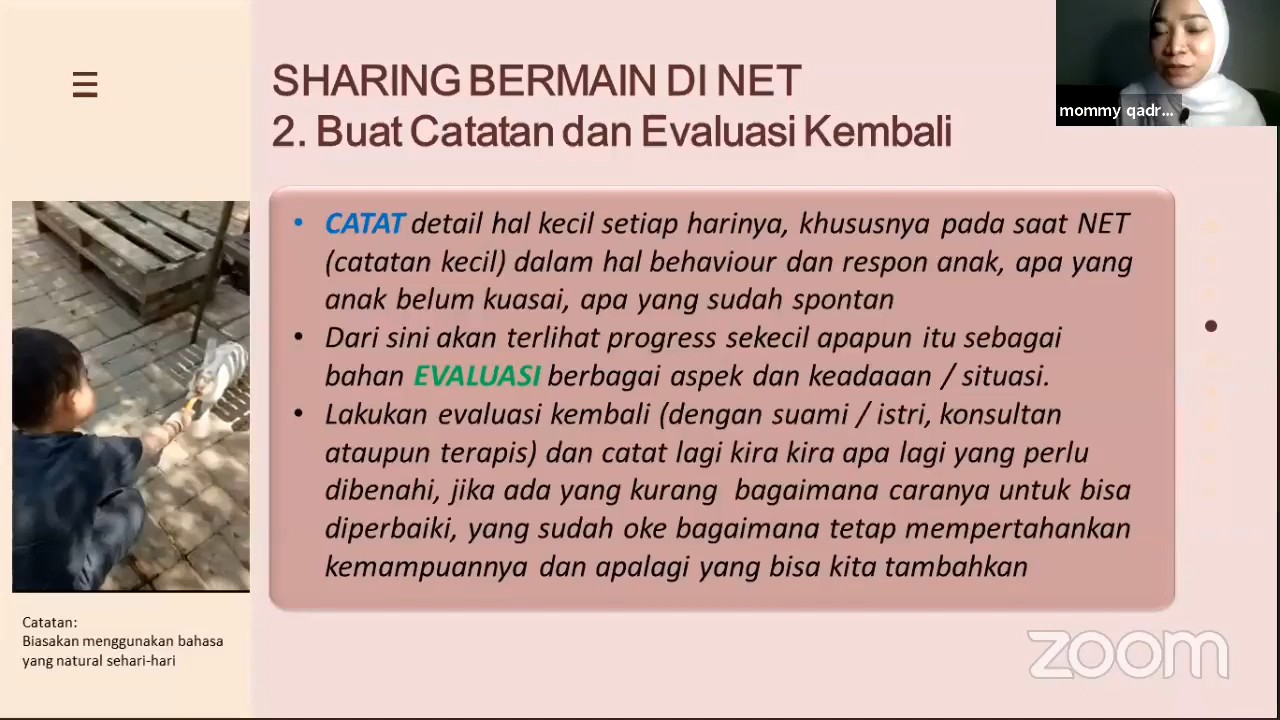 SHARING BERMAIN DI NET
2. Buat Catatan dan Evaluasi Kembali
mommy qadr...
• CATAT detail hal kecil setiap harinya, khususnya pada saat NET
(catatan kecil) dalam hal behaviour dan respon anak, apa yang
anak belum kuasai, apa yang sudah spontan
• Dari sini akan terlihat progress sekecil apapun itu sebagai
bahan EVALUASI berbagai aspek dan keadaaan / situasi.
• Lakukan evaluasi kembali (dengan suami / istri, konsultan
ataupun terapis) dan catat lagi kira kira apa lagi yang perlu
dibenahi, jika ada yang kurang bagaimana caranya untuk bisa
diperbaiki, yang sudah oke bagaimana tetap mempertahankan
kemampuannya dan apalagi yang bisa kita tambahkan
Catatan:
Biasakan menggunakan bahasa
yang natural sehari-hari
zoom